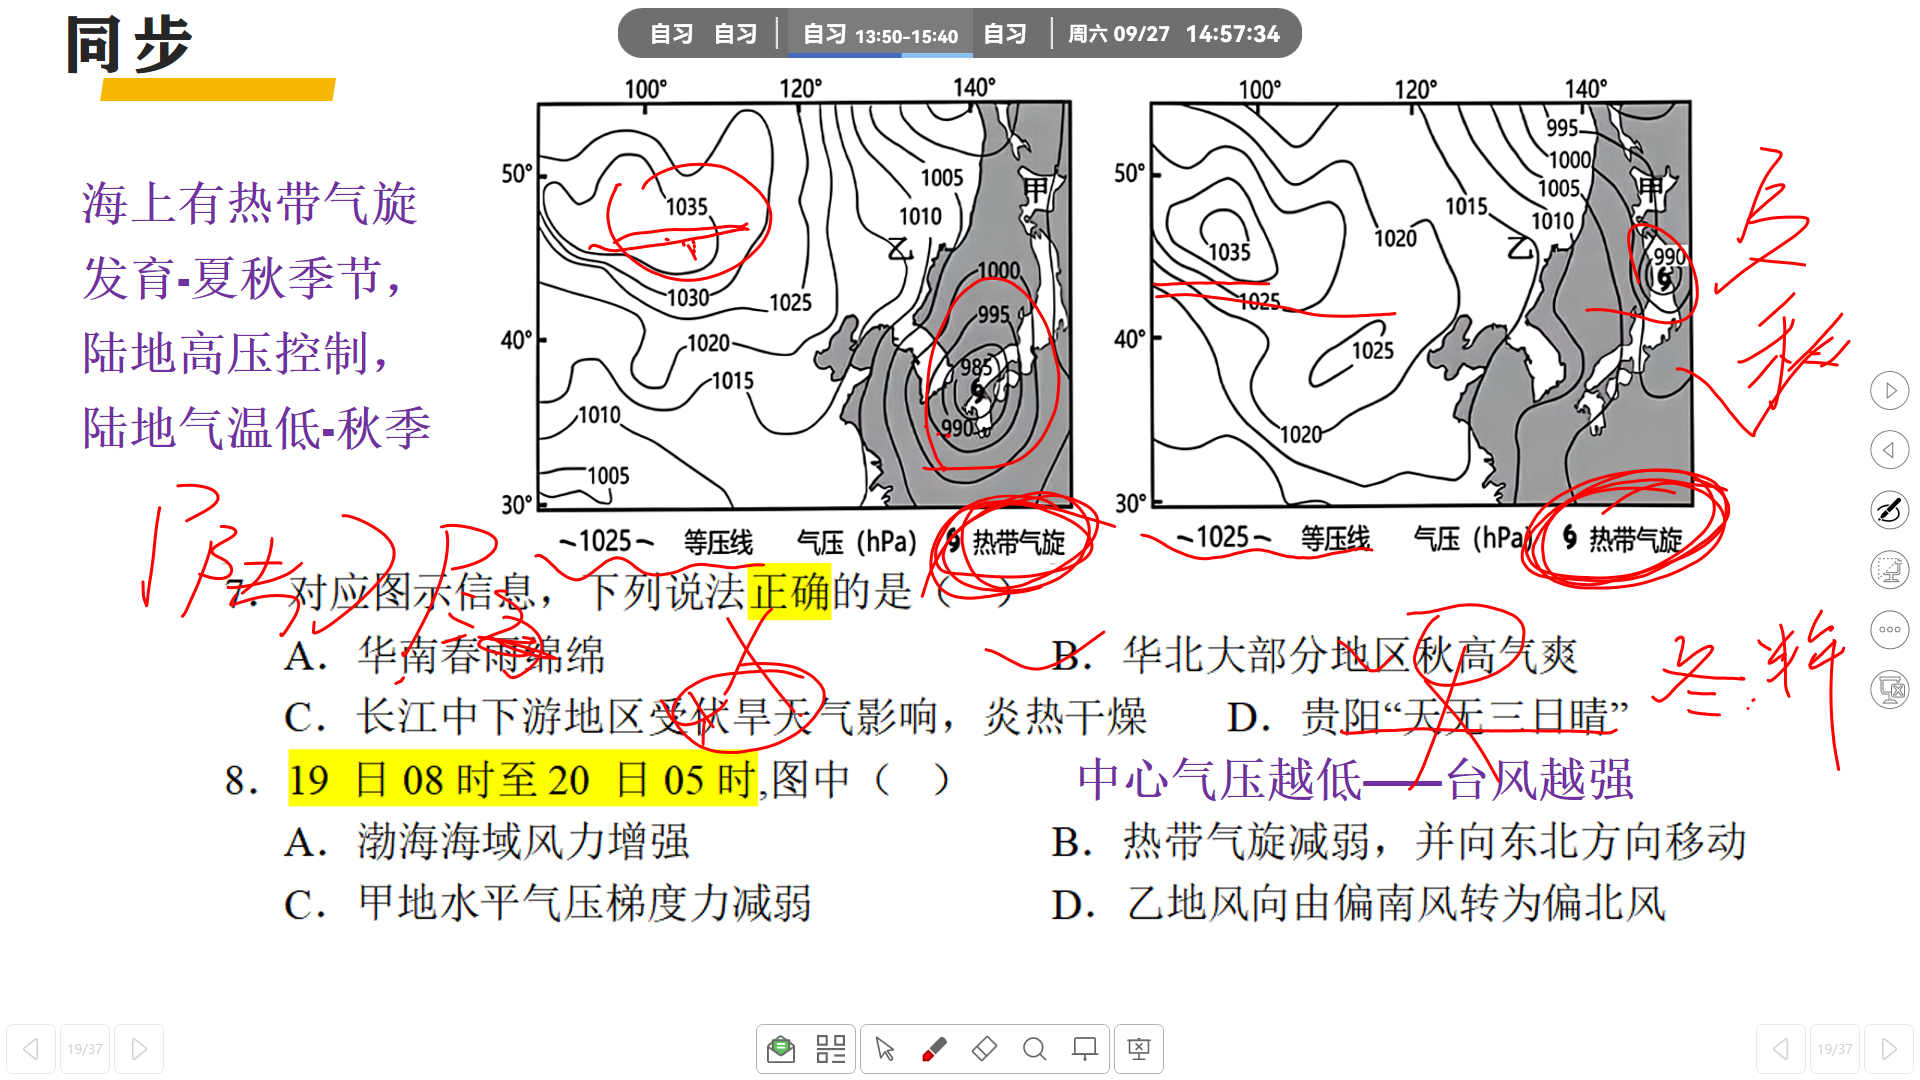 同步
自习 自习 自习 13:50-15:40 自习 周六 09/27 14:57:34
海上有热带气旋
发育-夏秋季节，
陆地高压控制，
陆地气温低-秋季
100° 120° 140°
50°
40°
30°
1035
1030
1025
1020
1015
1010
1005
1005
1010
1000
995
985
990
甲
乙
1025 等压线 气压（hPa） 热带气旋
100° 120° 140°
50°
40°
30°
995
1000
1005
1010
1015
1020
1035
1025
1025
1020
990
甲
乙
1025 等压线 气压（hPa） 热带气旋
夏
秋
7. 对应图示信息，下列说法正确的是（ ）
A. 华南春雨绵绵
B. 华北大部分地区秋高气爽
C. 长江中下游地区受伏旱天气影响，炎热干燥
D. 贵阳“天无三日晴”
冬
8. 19 日 08 时至 20 日 05 时,图中（ ）
中心气压越低——台风越强
A. 渤海海域风力增强
B. 热带气旋减弱，并向东北方向移动
C. 甲地水平气压梯度力减弱
D. 乙地风向由偏南风转为偏北风
19/37
19/37